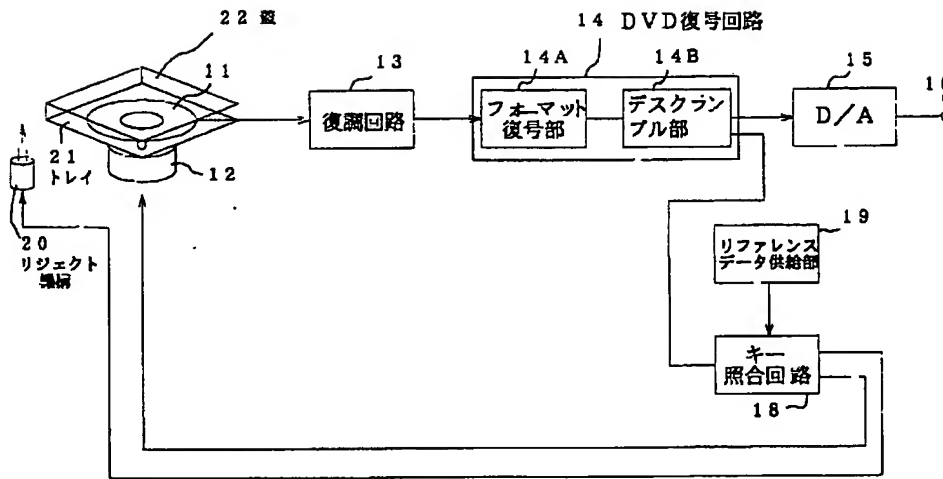 22 蓋
11
21
トレイ
12
20
リジェクト
機構
13
復調回路
14 DVD復号回路
14A
フォーマット
復号部
14B
デスクラン
ブル部
15
D/A
19
リファレンス
データ供給部
キー
照合回路
18